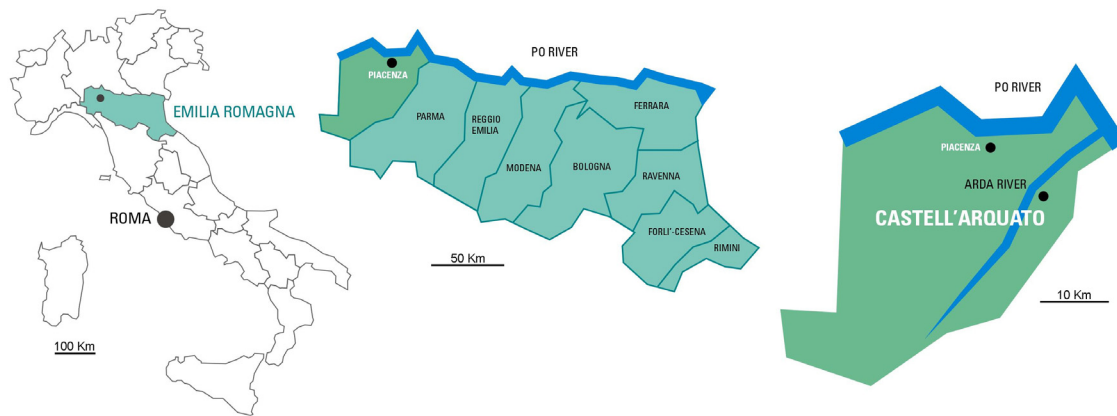 EMILIA ROMAGNA
ROMA
100 Km
PO RIVER
PIACENZA
PARMA
REGGIO
EMILIA
MODENA
BOLOGNA
FERRARA
RAVENNA
FORLI'-CESENA
RIMINI
50 Km
PO RIVER
PIACENZA
ARDA RIVER
CASTELL'ARQUATO
10 Km